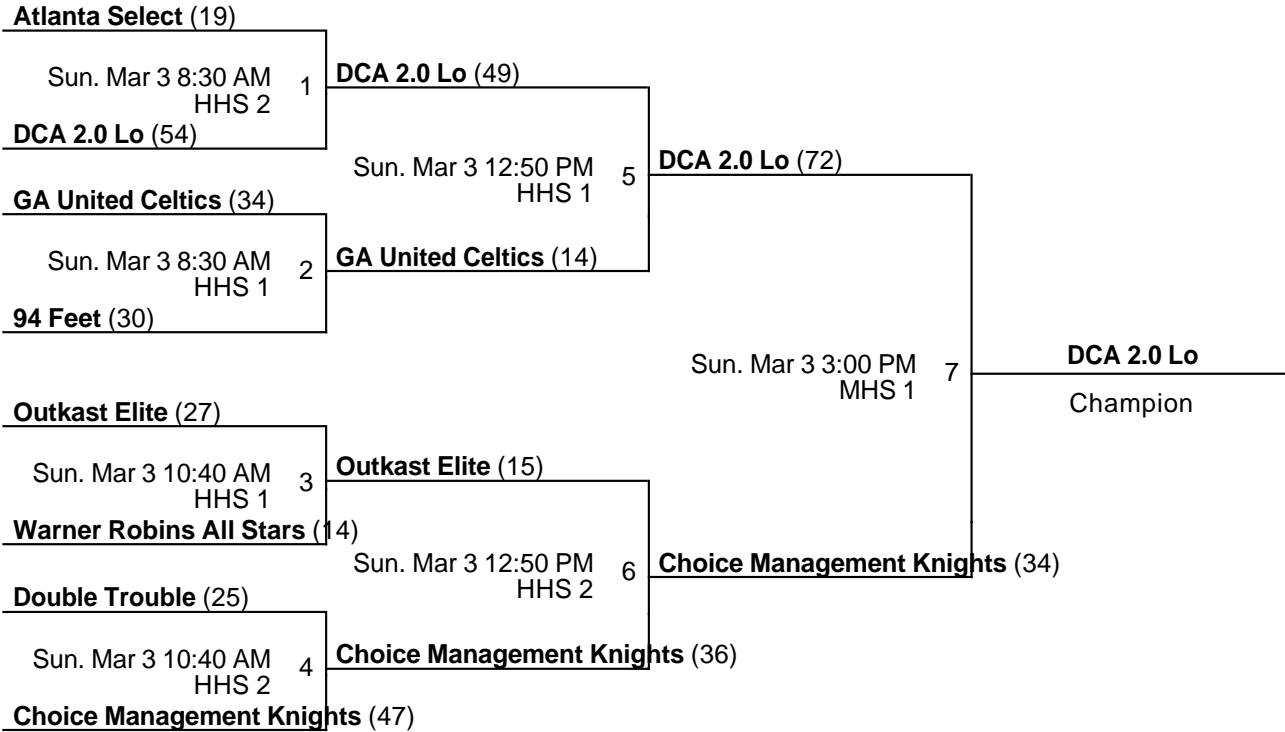 Atlanta Select (19)
Sun. Mar 3 8:30 AM
HHS 2
1
DCA 2.0 Lo (54)
DCA 2.0 Lo (49)
GA United Celtics (34)
Sun. Mar 3 8:30 AM
HHS 1
2
94 Feet (30)
GA United Celtics (14)
Sun. Mar 3 12:50 PM
HHS 1
5
DCA 2.0 Lo (72)
Outkast Elite (27)
Sun. Mar 3 10:40 AM
HHS 1
3
Warner Robins All Stars (14)
Outkast Elite (15)
Double Trouble (25)
Sun. Mar 3 10:40 AM
HHS 2
4
Choice Management Knights (47)
Choice Management Knights (36)
Sun. Mar 3 12:50 PM
HHS 2
6
Choice Management Knights (34)
Sun. Mar 3 3:00 PM
MHS 1
7
DCA 2.0 Lo
Champion